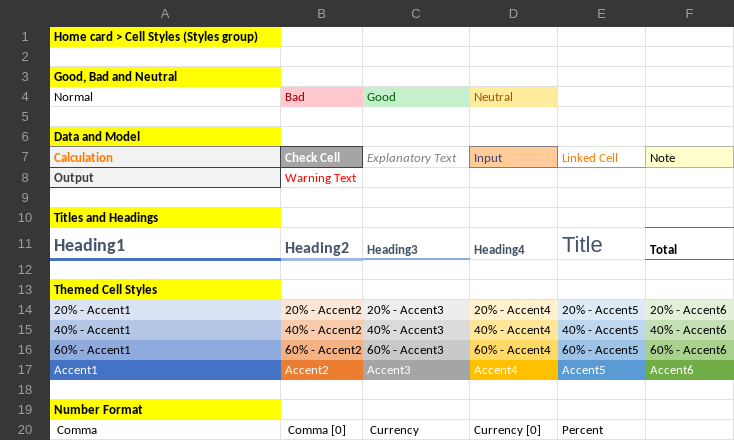 A B C D E F
1 Home card > Cell Styles (Styles group)
2
3 Good, Bad and Neutral
4 Normal Bad Good Neutral
5
6 Data and Model
7 Calculation Check Cell Explanatory Text Input Linked Cell Note
8 Output Warning Text
9
10 Titles and Headings
11 Heading1 Heading2 Heading3 Heading4 Title Total
12
13 Themed Cell Styles
14 20% - Accent1 20% - Accent2 20% - Accent3 20% - Accent4 20% - Accent5 20% - Accent6
15 40% - Accent1 40% - Accent2 40% - Accent3 40% - Accent4 40% - Accent5 40% - Accent6
16 60% - Accent1 60% - Accent2 60% - Accent3 60% - Accent4 60% - Accent5 60% - Accent6
17 Accent1 Accent2 Accent3 Accent4 Accent5 Accent6
18
19 Number Format
20 Comma Comma [0] Currency Currency [0] Percent